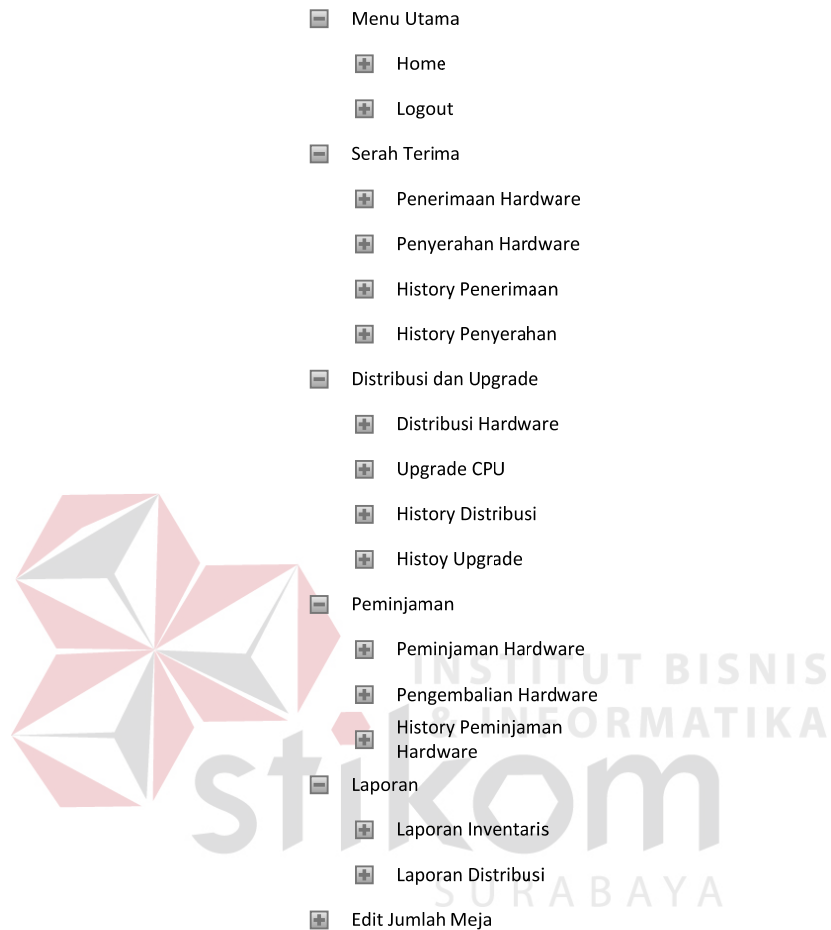 Menu Utama
Home
Logout
Serah Terima
Penerimaan Hardware
Penyerahan Hardware
History Penerimaan
History Penyerahan
Distribusi dan Upgrade
Distribusi Hardware
Upgrade CPU
History Distribusi
Histoy Upgrade
Peminjaman
Peminjaman Hardware
Pengembalian Hardware
History Peminjaman
Hardware
Laporan
Laporan Inventaris
Laporan Distribusi
Edit Jumlah Meja
INSTITUT BISNIS
& INFORMATIKA
stikom
SURABAYA